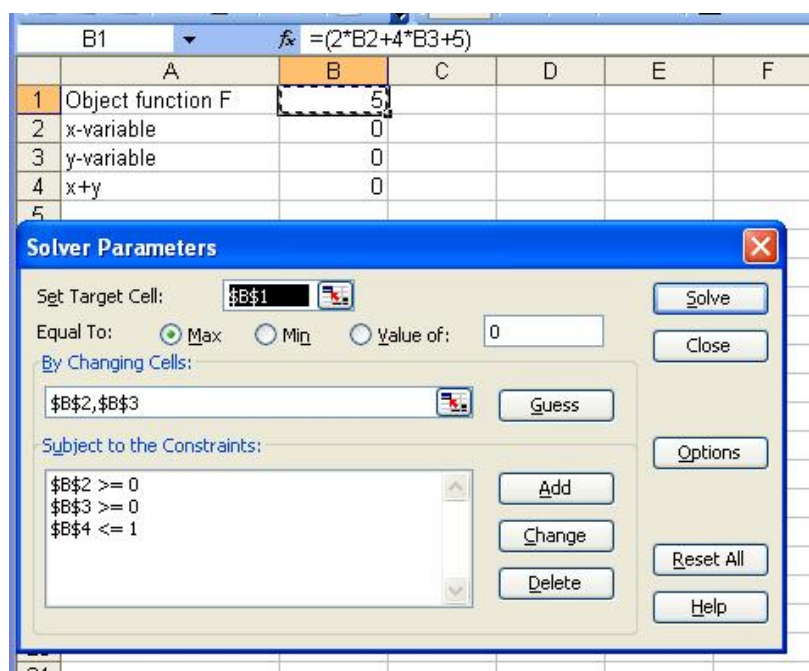 B1 fx =(2*B2+4*B3+5)
A B C D E F
1 Object function F 5
2 x-variable 0
3 y-variable 0
4 x+y 0
5
Solver Parameters
Set Target Cell: $B$1 Solve
Equal To: Max Min Value of: 0 Close
By Changing Cells:
$B$2,$B$3 Guess
Subject to the Constraints: Options
$B$2 >= 0 Add
$B$3 >= 0
$B$4 <= 1 Change
Reset All
Delete
Help